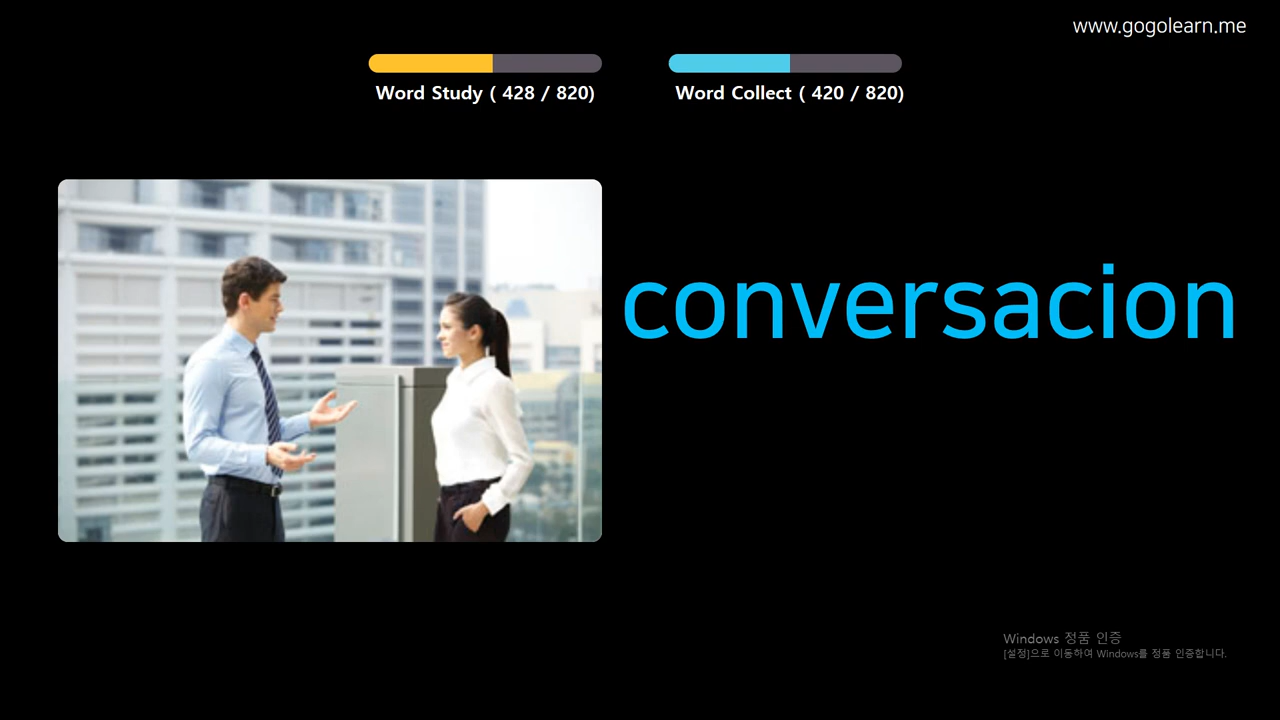 www.gogolearn.me
Word Study ( 428 / 820)
Word Collect ( 420 / 820)
conversacion
Windows 정품 인증
[설정]으로 이동하여 Windows를 정품 인증합니다.